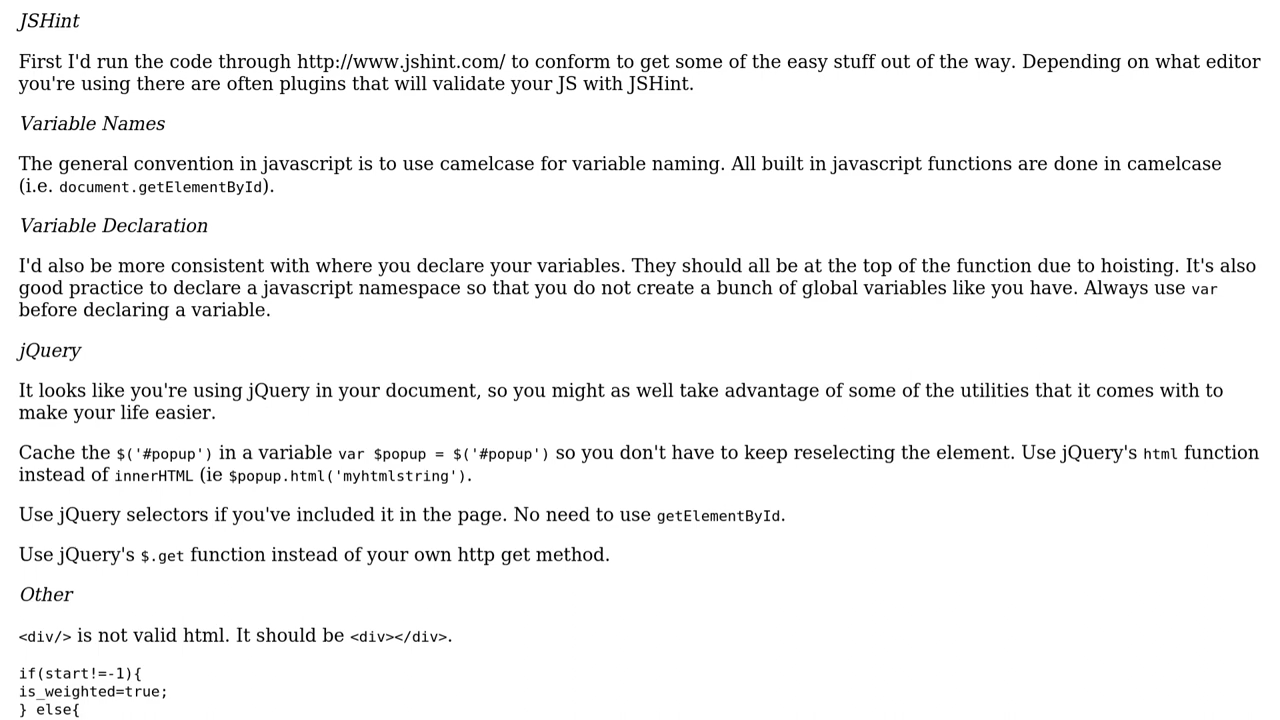 JSHint
First I'd run the code through http://www.jshint.com/ to conform to get some of the easy stuff out of the way. Depending on what editor
you're using there are often plugins that will validate your JS with JSHint.
Variable Names
The general convention in javascript is to use camelcase for variable naming. All built in javascript functions are done in camelcase
(i.e. document.getElementById).
Variable Declaration
I'd also be more consistent with where you declare your variables. They should all be at the top of the function due to hoisting. It's also
good practice to declare a javascript namespace so that you do not create a bunch of global variables like you have. Always use var
before declaring a variable.
jQuery
It looks like you're using jQuery in your document, so you might as well take advantage of some of the utilities that it comes with to
make your life easier.
Cache the $('#popup') in a variable var $popup = $('#popup') so you don't have to keep reselecting the element. Use jQuery's html function
instead of innerHTML (ie $popup.html('myhtmlstring').
Use jQuery selectors if you've included it in the page. No need to use getElementById.
Use jQuery's $.get function instead of your own http get method.
Other
<div/> is not valid html. It should be <div></div>.
if(start!=-1){
is_weighted=true;
} else{